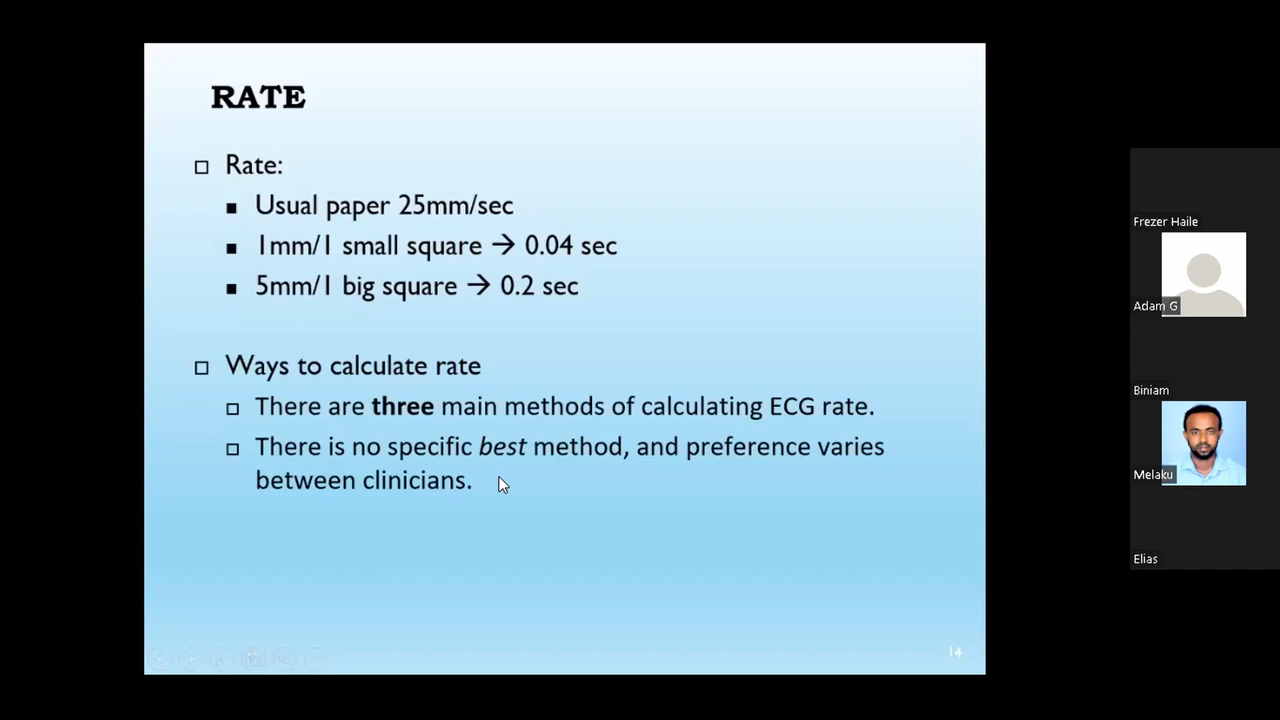 RATE
Rate:
Usual paper 25mm/sec
1mm/1 small square → 0.04 sec
5mm/1 big square → 0.2 sec
Ways to calculate rate
There are three main methods of calculating ECG rate.
There is no specific best method, and preference varies
between clinicians.
14
Frezer Haile
Adam G
Biniam
Melaku
Elias